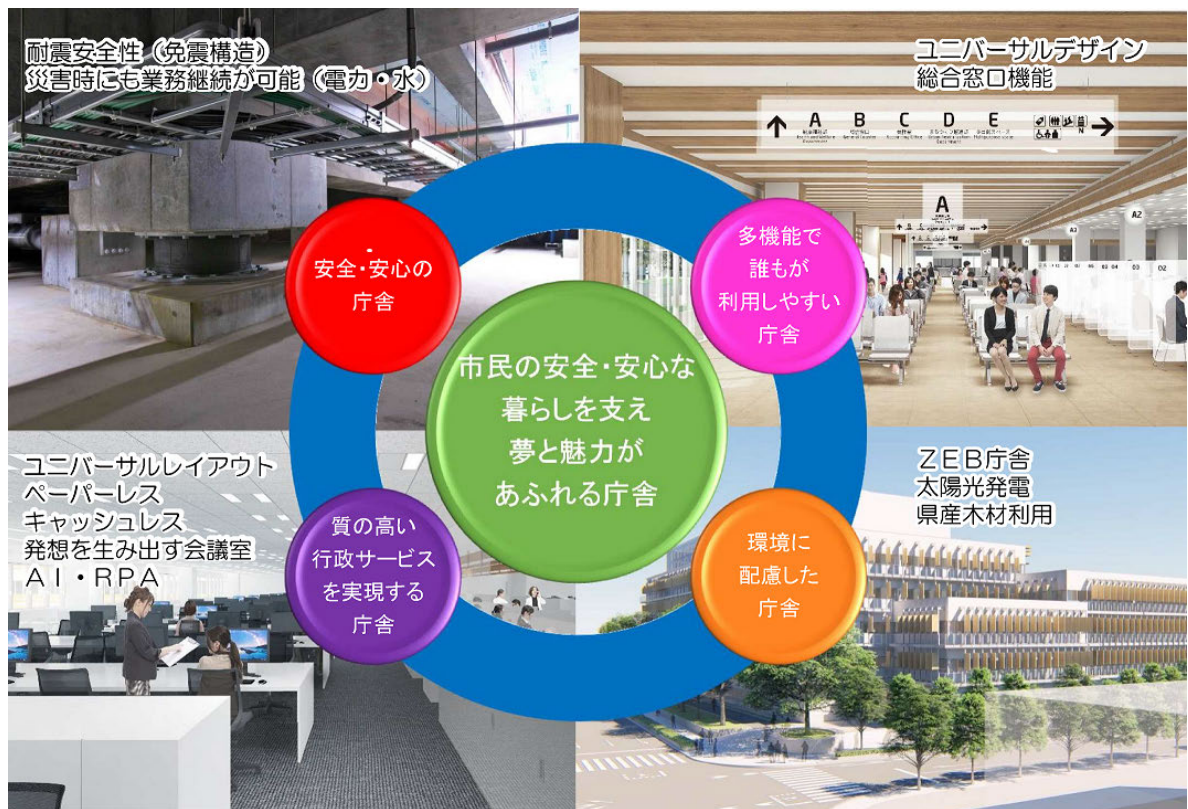 耐震安全性（免震構造）
災害時にも業務継続が可能（電力・水）
ユニバーサルデザイン
総合窓口機能
A B C D E
A
A2
A3
03 02
・
安全・安心の
庁舎
多機能で
誰もが
利用しやすい
庁舎
市民の安全・安心な
暮らしを支え
夢と魅力が
あふれる庁舎
ユニバーサルレイアウト
ペーパーレス
キャッシュレス
発想を生み出す会議室
ＡＩ・ＲＰＡ
質の高い
行政サービス
を実現する
庁舎
ＺＥＢ庁舎
太陽光発電
県産木材利用
環境に
配慮した
庁舎